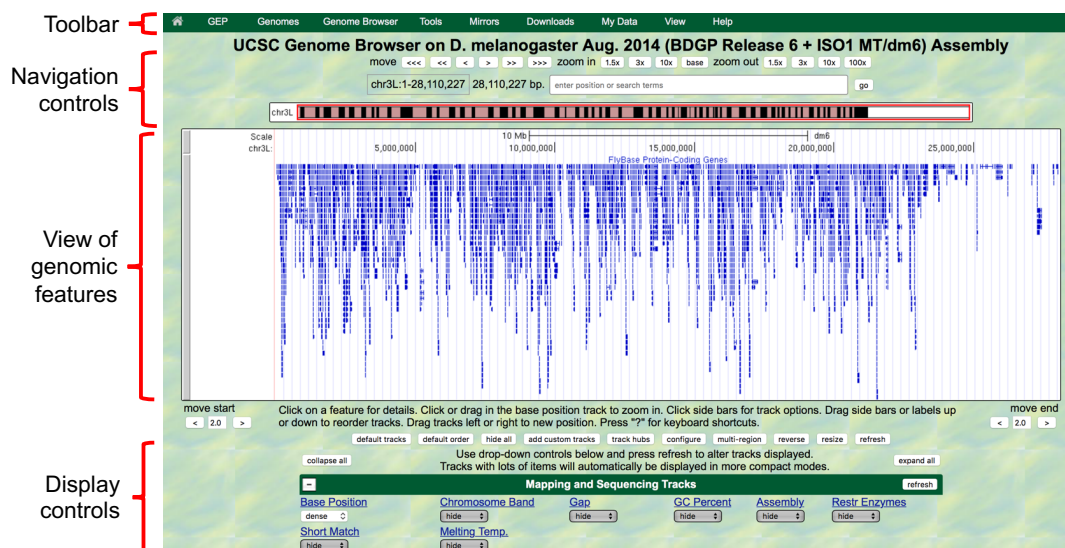 Toolbar
GEP Genomes Genome Browser Tools Mirrors Downloads My Data View Help
UCSC Genome Browser on D. melanogaster Aug. 2014 (BDGP Release 6 + ISO1 MT/dm6) Assembly
Navigation controls
move <<< << < > >> >>> zoom in 1.5x 3x 10x base zoom out 1.5x 3x 10x 100x
chr3L:1-28,110,227 28,110,227 bp. enter position or search terms go
chr3L
View of genomic features
Scale 10 Mb dm6
chr3L: 5,000,000 10,000,000 15,000,000 20,000,000 25,000,000
FlyBase Protein-Coding Genes
move start Click on a feature for details. Click or drag in the base position track to zoom in. Click side bars for track options. Drag side bars or labels up move end
< 2.0 > or down to reorder tracks. Drag tracks left or right to new position. Press "?" for keyboard shortcuts. < 2.0 >
default tracks default order hide all add custom tracks track hubs configure multi-region reverse resize refresh
collapse all Use drop-down controls below and press refresh to alter tracks displayed. expand all
Tracks with lots of items will automatically be displayed in more compact modes.
Display controls
- Mapping and Sequencing Tracks refresh
Base Position Chromosome Band Gap GC Percent Assembly Restr Enzymes
dense hide hide hide hide hide
Short Match Melting Temp.
hide hide